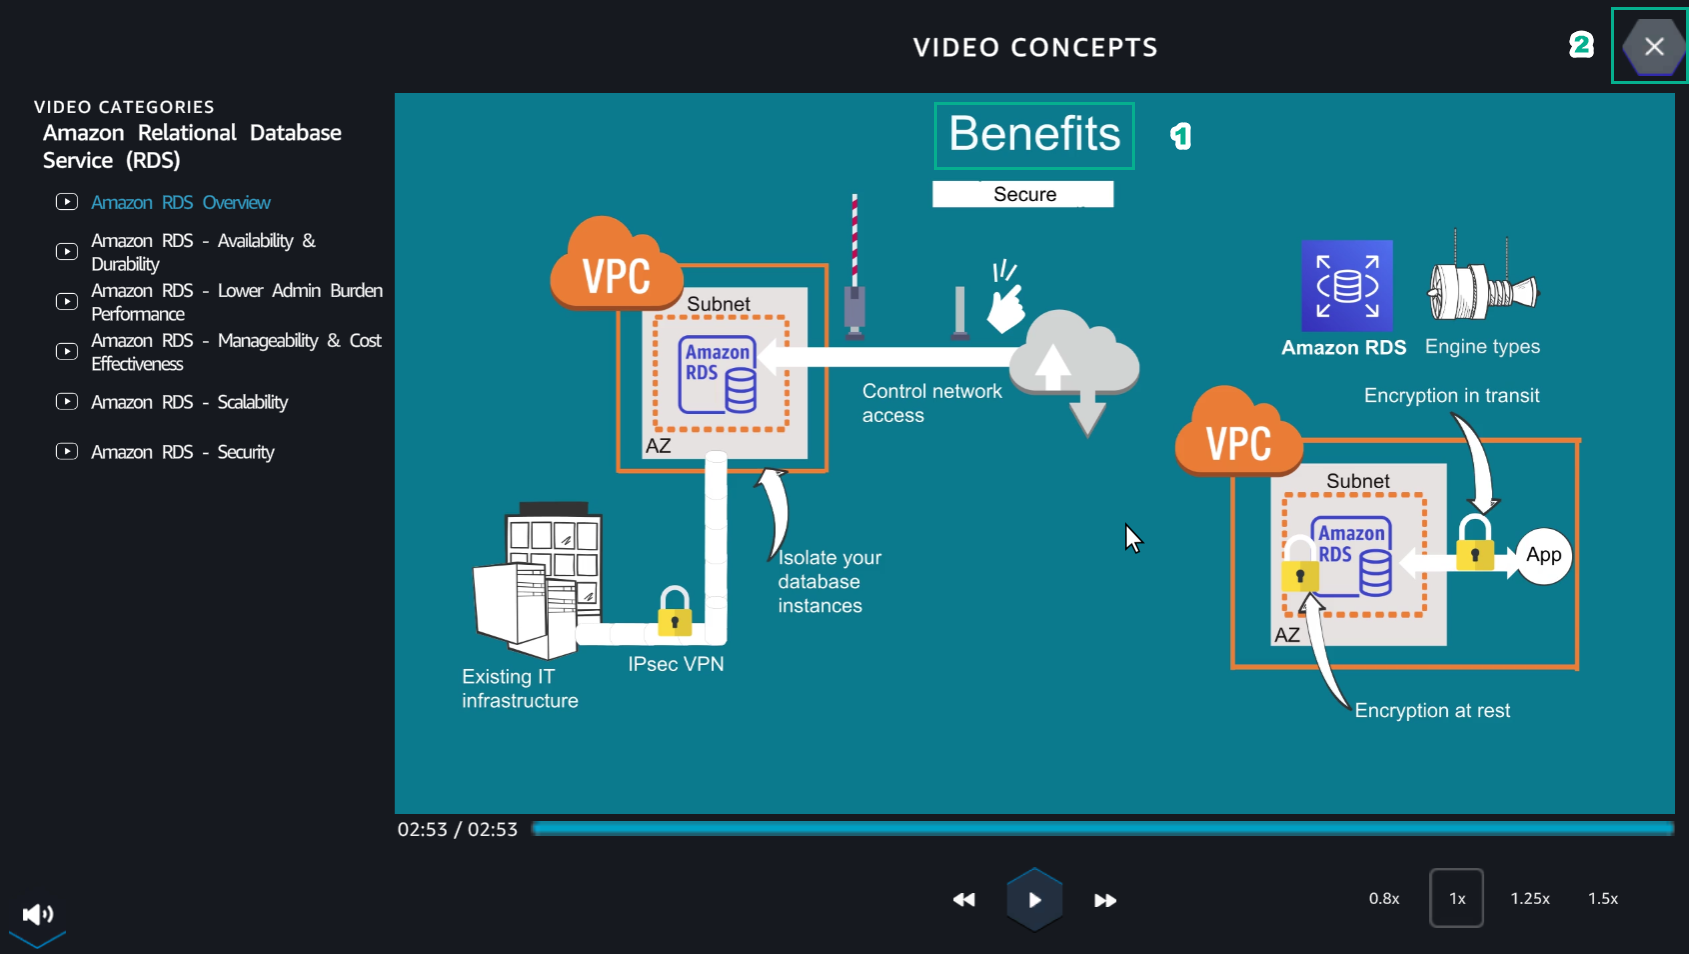 VIDEO CONCEPTS
2
VIDEO CATEGORIES
Amazon Relational Database
Service (RDS)
Amazon RDS Overview
Amazon RDS - Availability &
Durability
Amazon RDS - Lower Admin Burden
Performance
Amazon RDS - Manageability & Cost
Effectiveness
Amazon RDS - Scalability
Amazon RDS - Security
Benefits
1
Secure
VPC
Subnet
Amazon
RDS
AZ
Control network
access
Isolate your
database
instances
IPsec VPN
Existing IT
infrastructure
Amazon RDS
Engine types
Encryption in transit
VPC
Subnet
Amazon
RDS
AZ
App
Encryption at rest
02:53 / 02:53
0.8x
1x
1.25x
1.5x